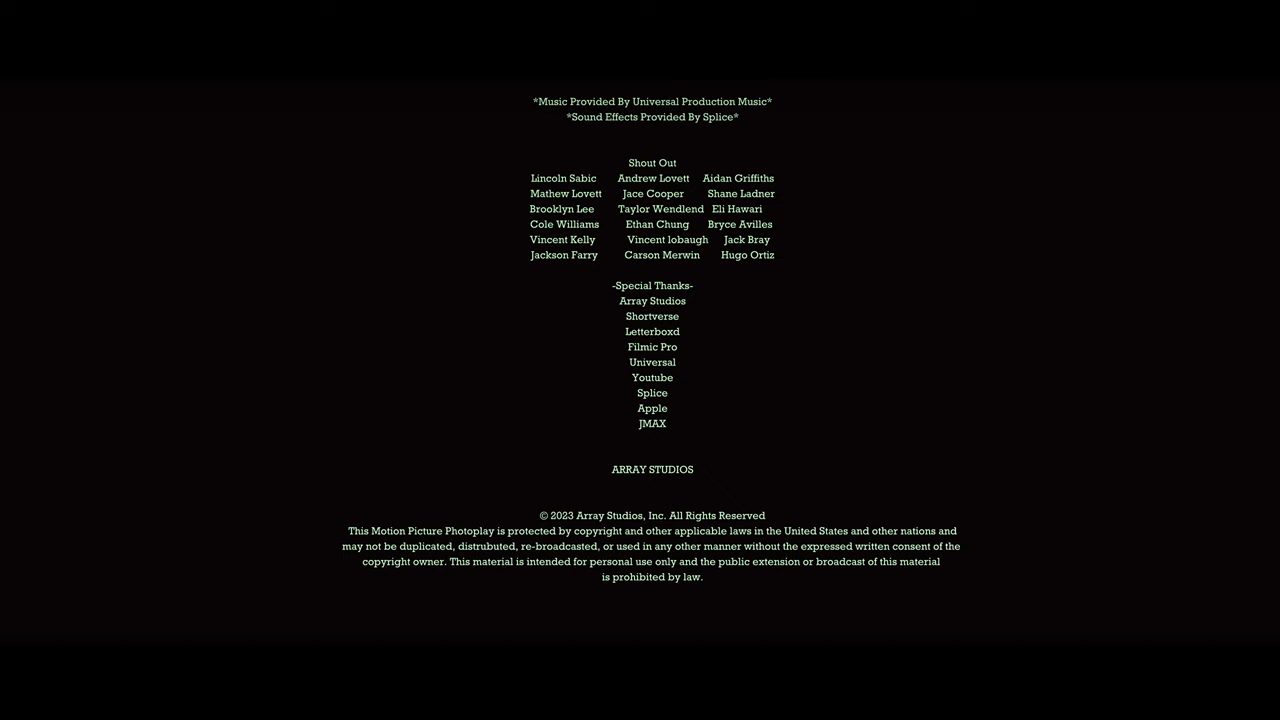 *Music Provided By Universal Production Music*
*Sound Effects Provided By Splice*
Shout Out
Lincoln Sabic Andrew Lovett Aidan Griffiths
Mathew Lovett Jace Cooper Shane Ladner
Brooklyn Lee Taylor Wendlend Eli Hawari
Cole Williams Ethan Chung Bryce Avilles
Vincent Kelly Vincent lobaugh Jack Bray
Jackson Farry Carson Merwin Hugo Ortiz
-Special Thanks-
Array Studios
Shortverse
Letterboxd
Filmic Pro
Universal
Youtube
Splice
Apple
JMAX
ARRAY STUDIOS
© 2023 Array Studios, Inc. All Rights Reserved
This Motion Picture Photoplay is protected by copyright and other applicable laws in the United States and other nations and
may not be duplicated, distrubuted, re-broadcasted, or used in any other manner without the expressed written consent of the
copyright owner. This material is intended for personal use only and the public extension or broadcast of this material
is prohibited by law.